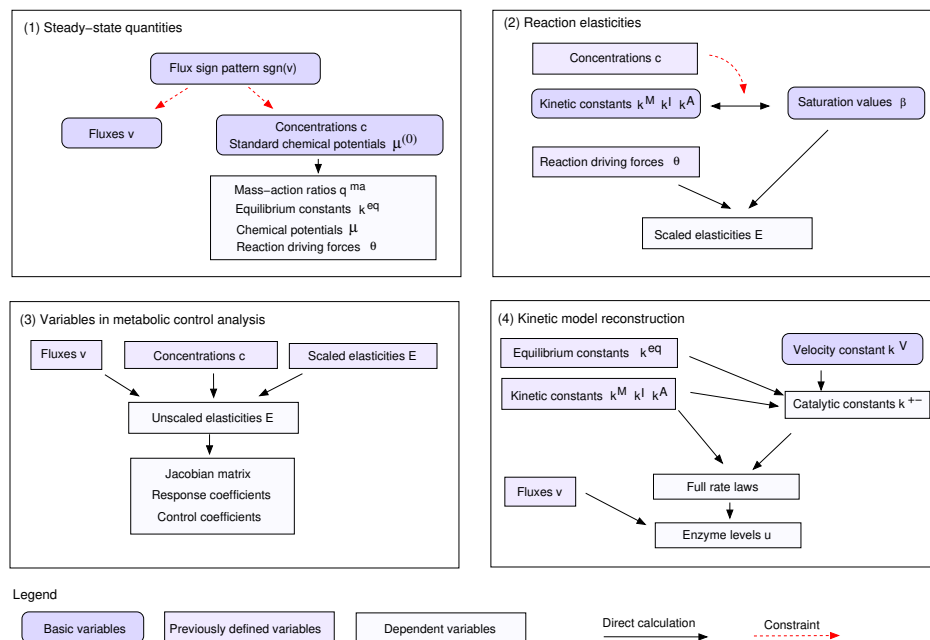 (1) Steady−state quantities
Flux sign pattern sgn(v)
Fluxes v
Concentrations c
Standard chemical potentials μ(0)
Mass−action ratios q ma
Equilibrium constants k eq
Chemical potentials μ
Reaction driving forces θ
(2) Reaction elasticities
Concentrations c
Kinetic constants k M k I k A
Saturation values β
Reaction driving forces θ
Scaled elasticities E
(3) Variables in metabolic control analysis
Fluxes v
Concentrations c
Scaled elasticities E
Unscaled elasticities E
Jacobian matrix
Response coefficients
Control coefficients
(4) Kinetic model reconstruction
Equilibrium constants k eq
Velocity constant k V
Kinetic constants k M k I k A
Catalytic constants k +−
Fluxes v
Full rate laws
Enzyme levels u
Legend
Basic variables
Previously defined variables
Dependent variables
Direct calculation
Constraint